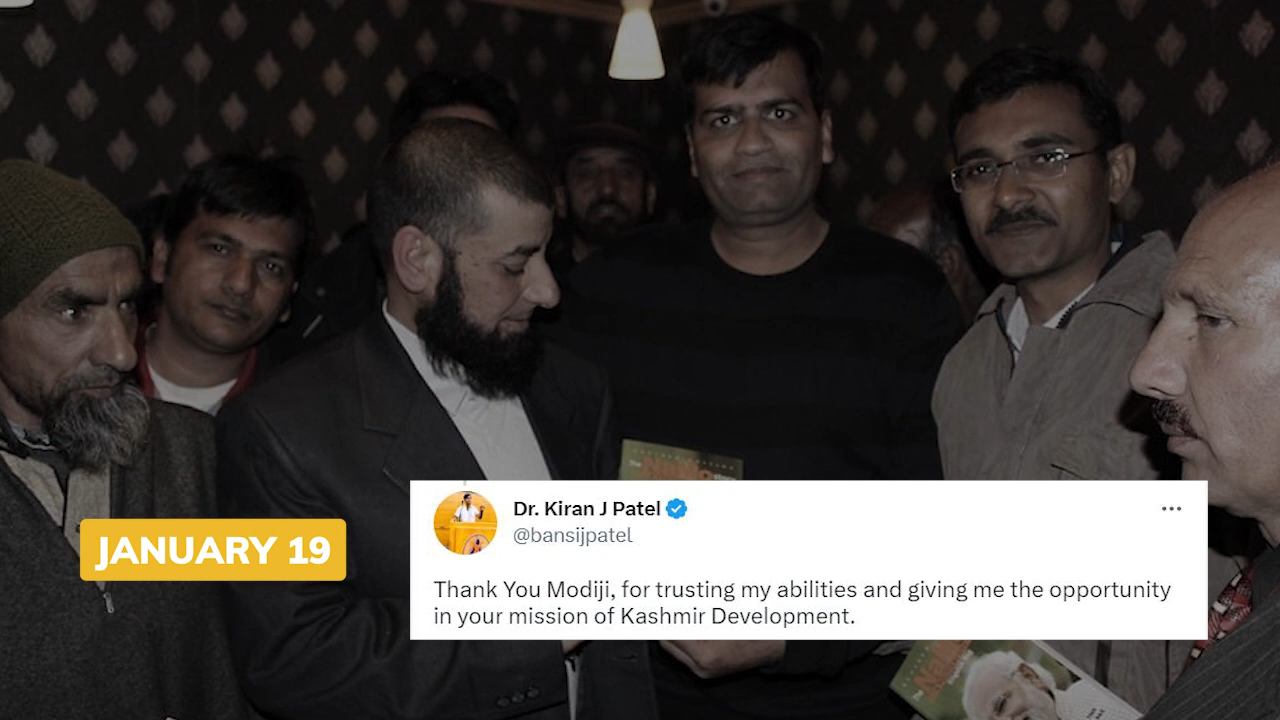 JANUARY 19
Dr. Kiran J Patel
@bansijpatel
Thank You Modiji, for trusting my abilities and giving me the opportunity
in your mission of Kashmir Development.